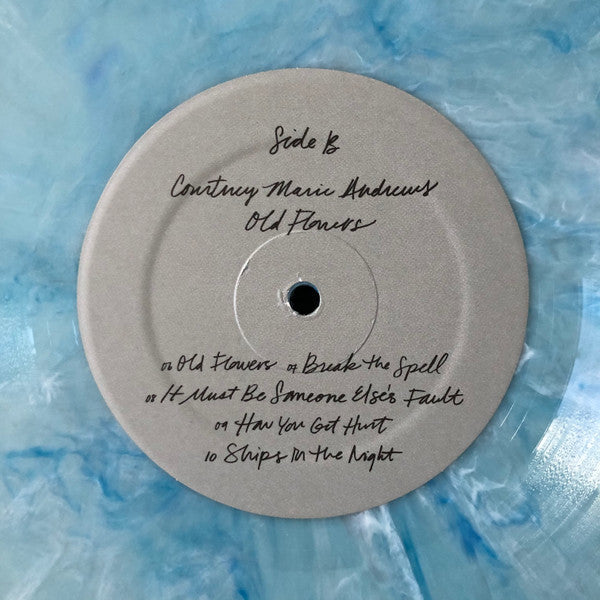 Side B
Courtney Marie Andrews
Old Flowers
06 Old Flowers 07 Break the Spell
08 It Must Be Someone Else's Fault
09 How You Get Hurt
10 Ships In the Night